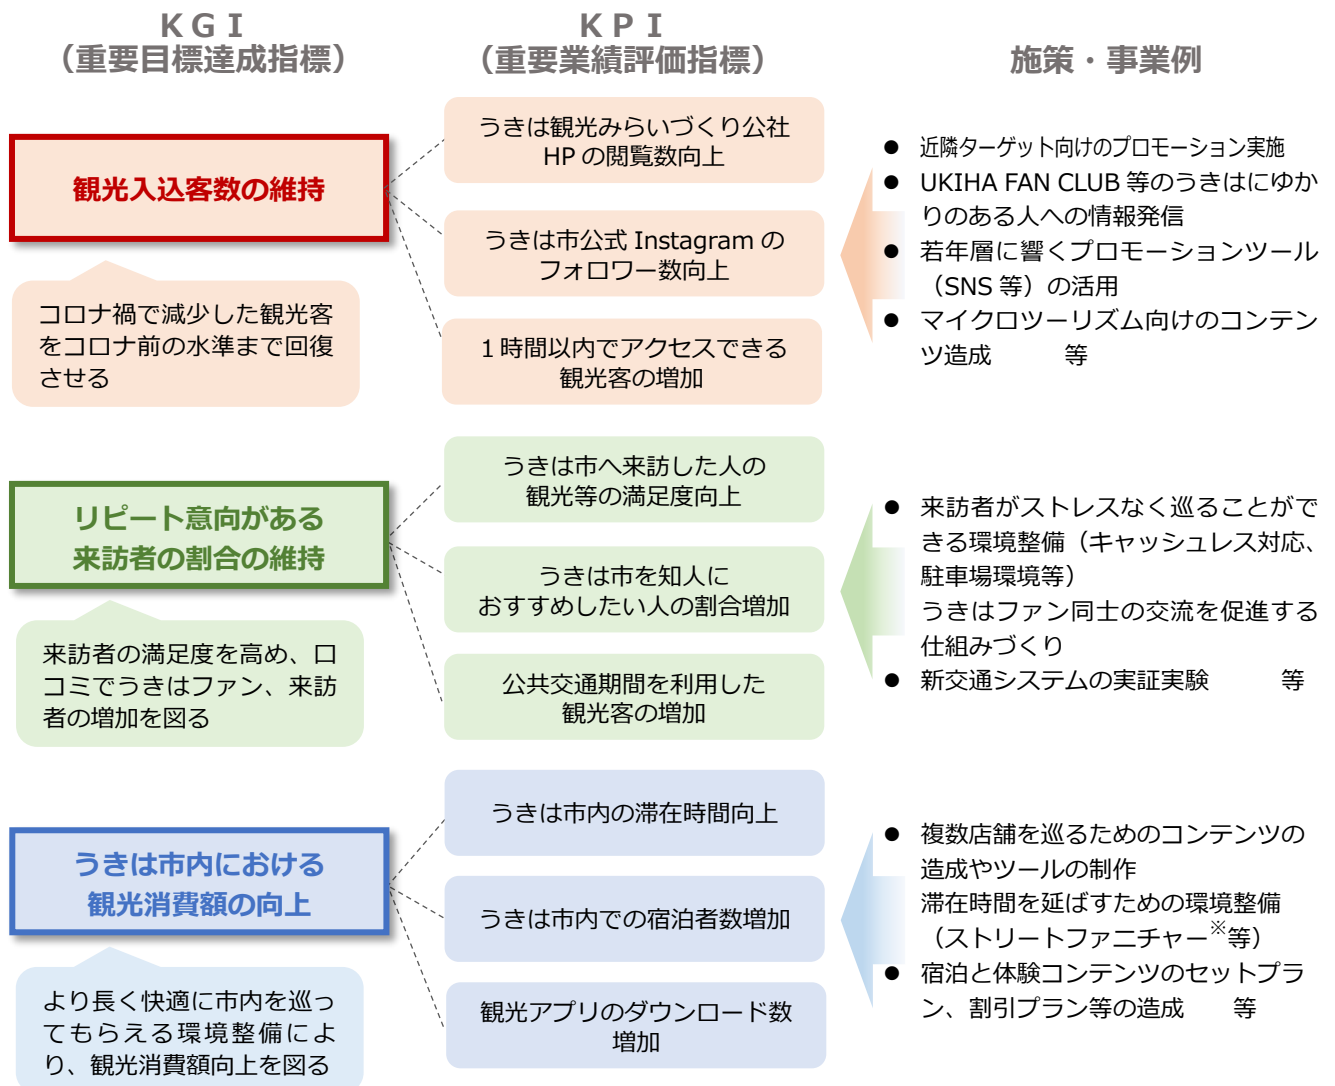 ＫＧＩ
（重要目標達成指標）
ＫＰＩ
（重要業績評価指標）
施策・事業例
観光入込客数の維持
コロナ禍で減少した観光客
をコロナ前の水準まで回復
させる
うきは観光みらいづくり公社
HP の閲覧数向上
うきは市公式 Instagram の
フォロワー数向上
１時間以内でアクセスできる
観光客の増加
● 近隣ターゲット向けのプロモーション実施
● UKIHA FAN CLUB 等のうきはにゆか
りのある人への情報発信
● 若年層に響くプロモーションツール
（SNS 等）の活用
● マイクロツーリズム向けのコンテン
ツ造成　　等
リピート意向がある
来訪者の割合の維持
来訪者の満足度を高め、口
コミでうきはファン、来訪
者の増加を図る
うきは市へ来訪した人の
観光等の満足度向上
うきは市を知人に
おすすめしたい人の割合増加
公共交通期間を利用した
観光客の増加
● 来訪者がストレスなく巡ることがで
きる環境整備（キャッシュレス対応、
駐車場環境等）
うきはファン同士の交流を促進する
仕組みづくり
● 新交通システムの実証実験　　等
うきは市内における
観光消費額の向上
より長く快適に市内を巡っ
てもらえる環境整備によ
り、観光消費額向上を図る
うきは市内の滞在時間向上
うきは市内での宿泊者数増加
観光アプリのダウンロード数
増加
● 複数店舗を巡るためのコンテンツの
造成やツールの制作
滞在時間を延ばすための環境整備
（ストリートファニチャー※等）
● 宿泊と体験コンテンツのセットプラ
ン、割引プラン等の造成　　等